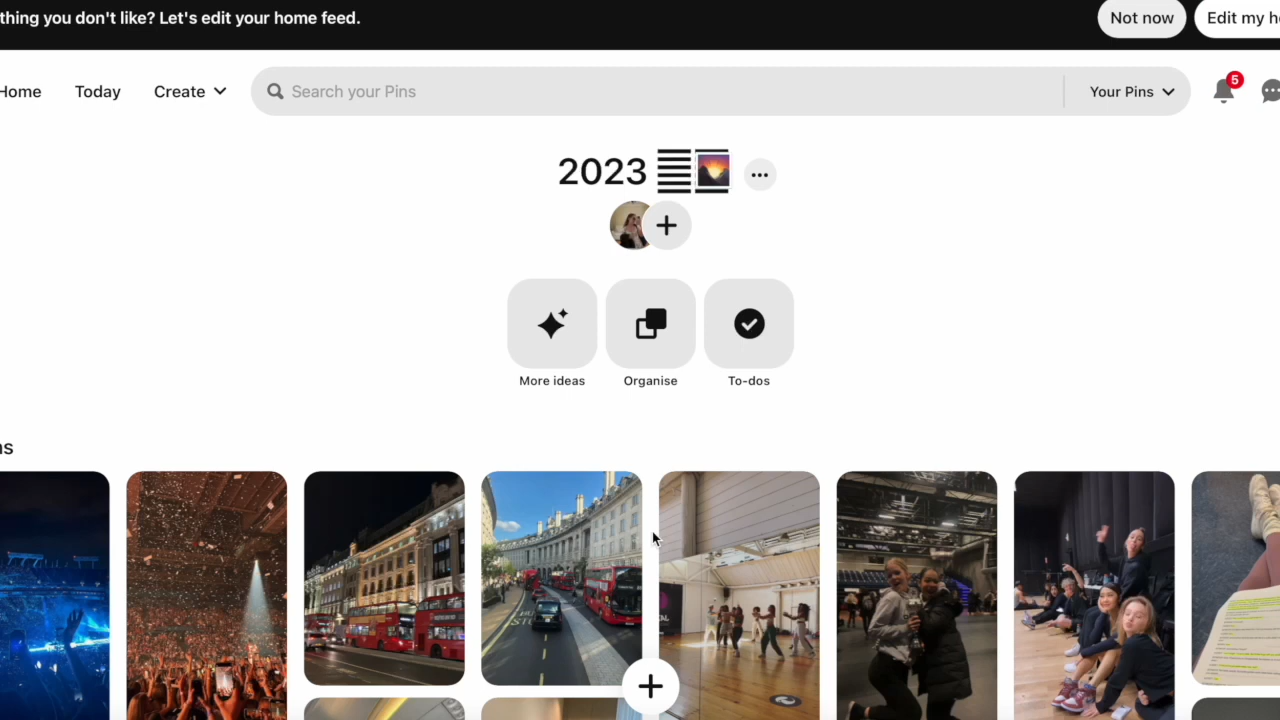 thing you don't like? Let's edit your home feed.
Not now
Edit my h
Home
Today
Create
Search your Pins
Your Pins
5
2023
More ideas
Organise
To-dos
ns